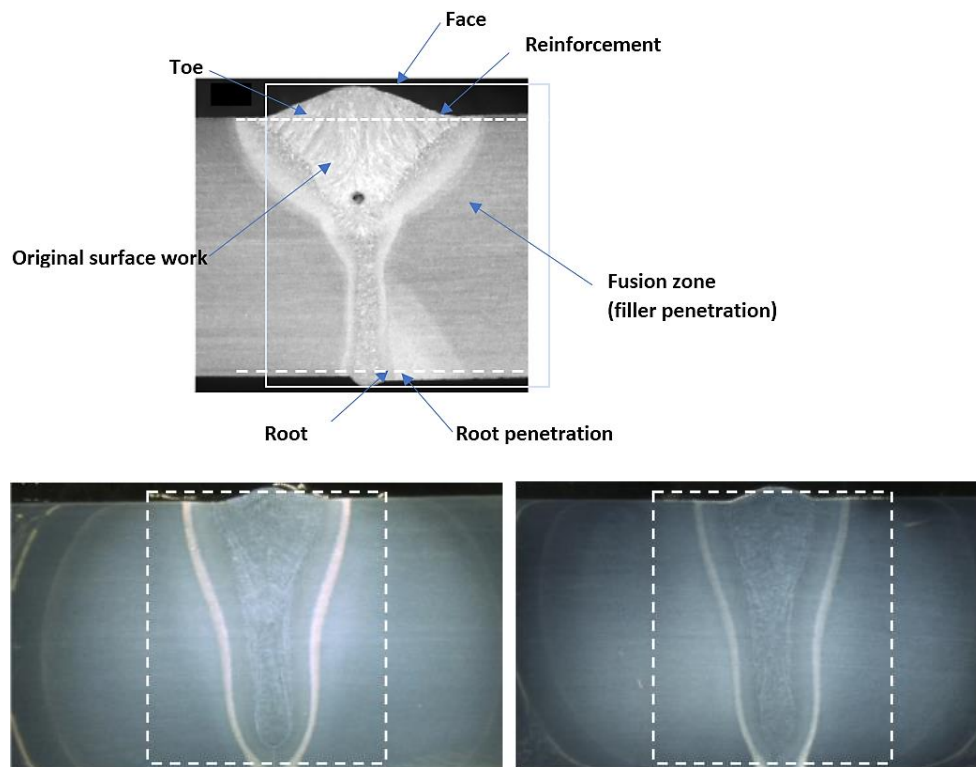 Face
Reinforcement
Toe
Original surface work
Fusion zone
(filler penetration)
Root
Root penetration